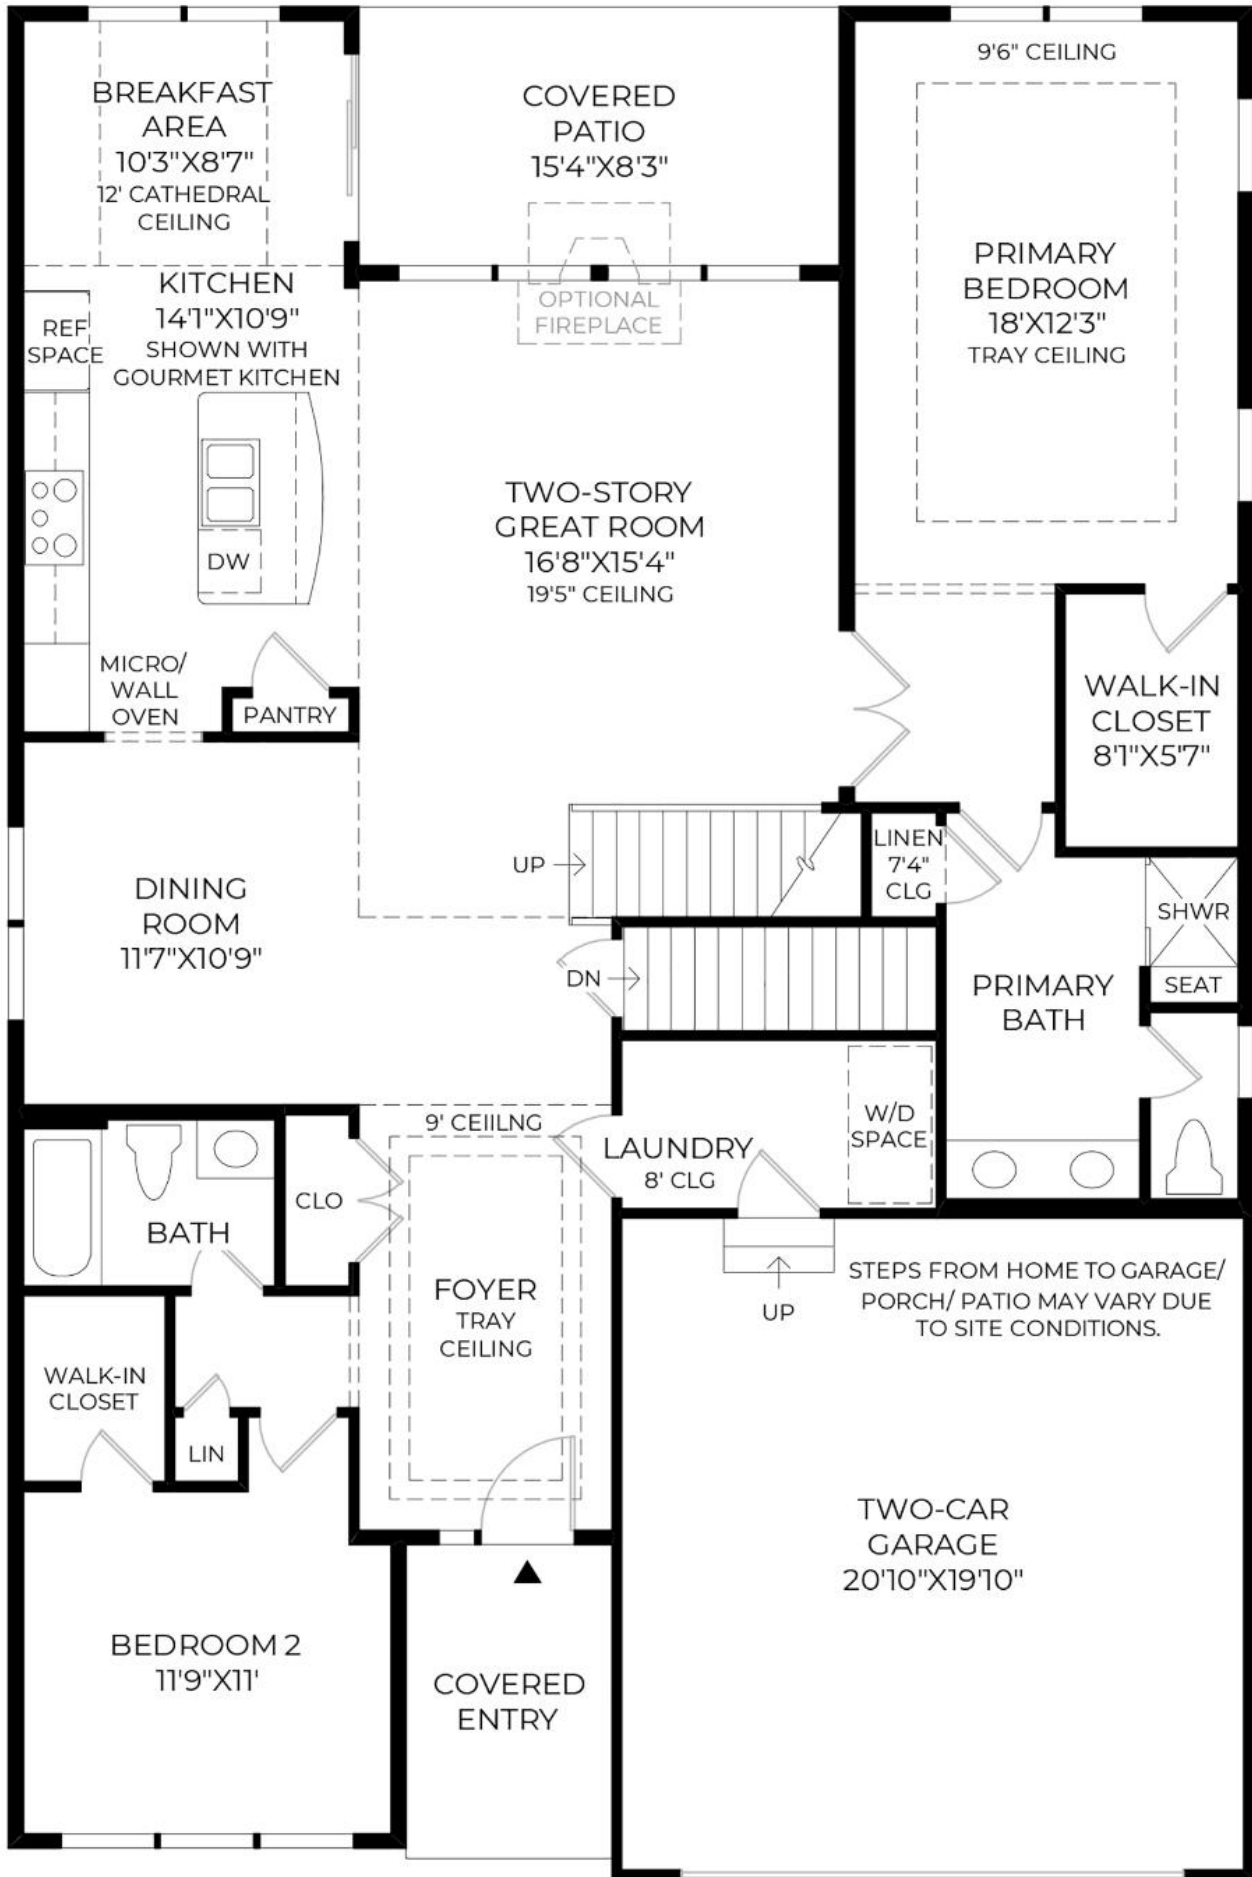 BREAKFAST
AREA
10'3"X8'7"
12' CATHEDRAL
CEILING
COVERED
PATIO
15'4"X8'3"
9'6" CEILING
PRIMARY
BEDROOM
18'X12'3"
TRAY CEILING
KITCHEN
14'1"X10'9"
SHOWN WITH
GOURMET KITCHEN
REF
SPACE
OPTIONAL
FIREPLACE
DW
TWO-STORY
GREAT ROOM
16'8"X15'4"
19'5" CEILING
MICRO/
WALL
OVEN
PANTRY
WALK-IN
CLOSET
8'1"X5'7"
UP
LINEN
7'4"
CLG
DINING
ROOM
11'7"X10'9"
DN
SHWR
SEAT
PRIMARY
BATH
9' CEIILNG
LAUNDRY
8' CLG
W/D
SPACE
BATH
CLO
FOYER
TRAY
CEILING
UP
STEPS FROM HOME TO GARAGE/
PORCH/ PATIO MAY VARY DUE
TO SITE CONDITIONS.
WALK-IN
CLOSET
LIN
TWO-CAR
GARAGE
20'10"X19'10"
BEDROOM 2
11'9"X11'
COVERED
ENTRY